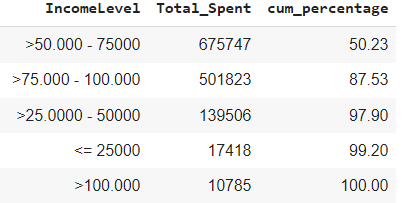 IncomeLevel Total_Spent cum_percentage
>50.000 - 75000 675747 50.23
>75.000 - 100.000 501823 87.53
>25.0000 - 50000 139506 97.90
<= 25000 17418 99.20
>100.000 10785 100.00